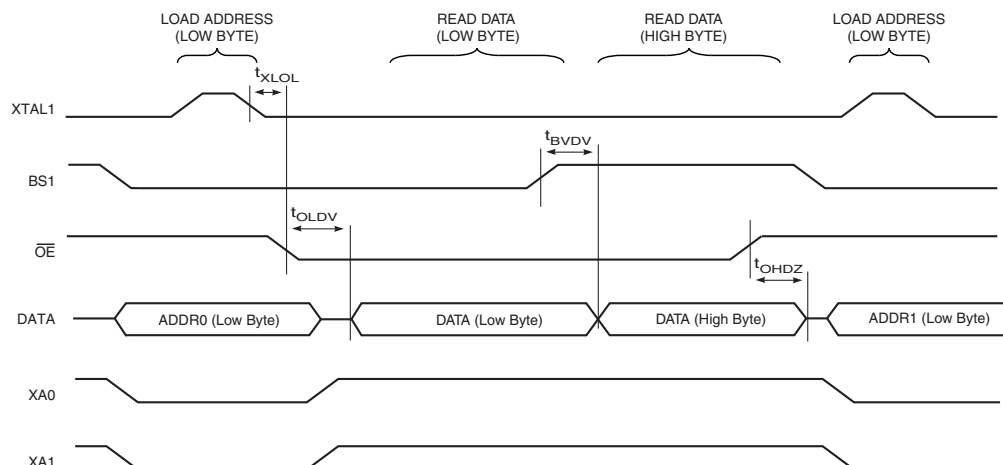 LOAD ADDRESS
(LOW BYTE)
READ DATA
(LOW BYTE)
READ DATA
(HIGH BYTE)
LOAD ADDRESS
(LOW BYTE)
tXLOL
XTAL1
tBVDV
BS1
tOLDV
OE
tOHDZ
DATA
ADDR0 (Low Byte)
DATA (Low Byte)
DATA (High Byte)
ADDR1 (Low Byte)
XA0
XA1